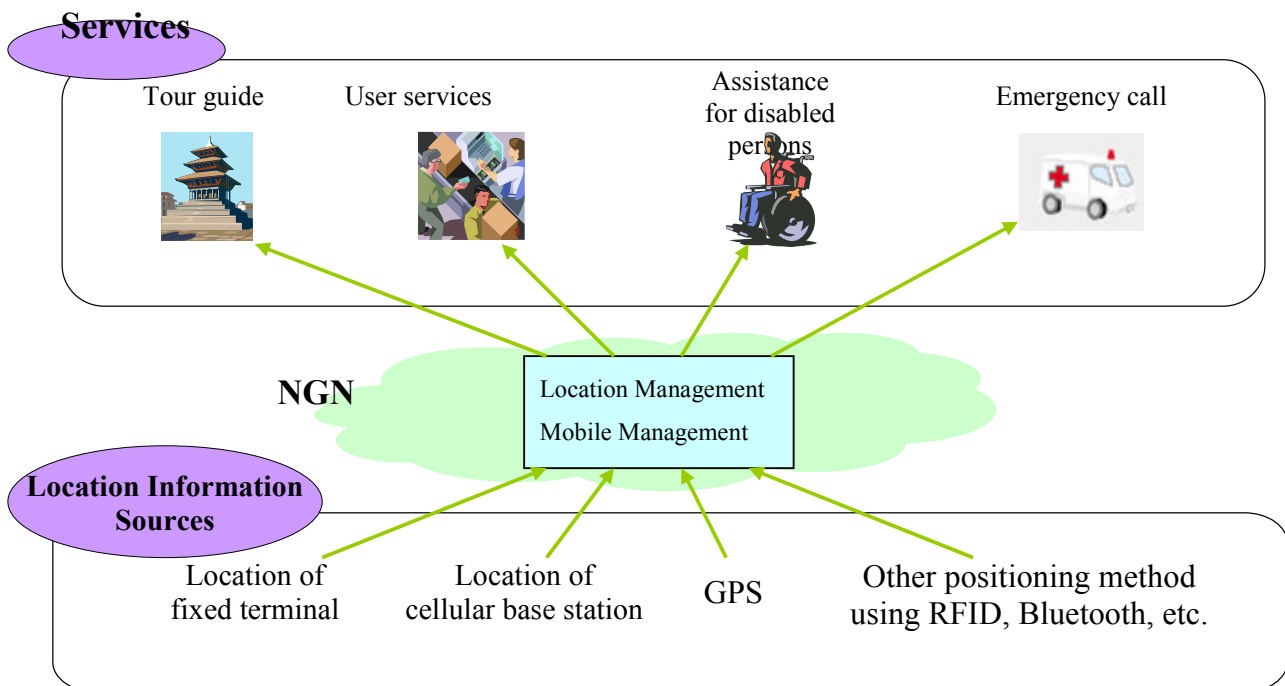 Services
Tour guide
User services
Assistance
for disabled
persons
Emergency call
NGN
Location Management
Mobile Management
Location Information
Sources
Location of
fixed terminal
Location of
cellular base station
GPS
Other positioning method
using RFID, Bluetooth, etc.